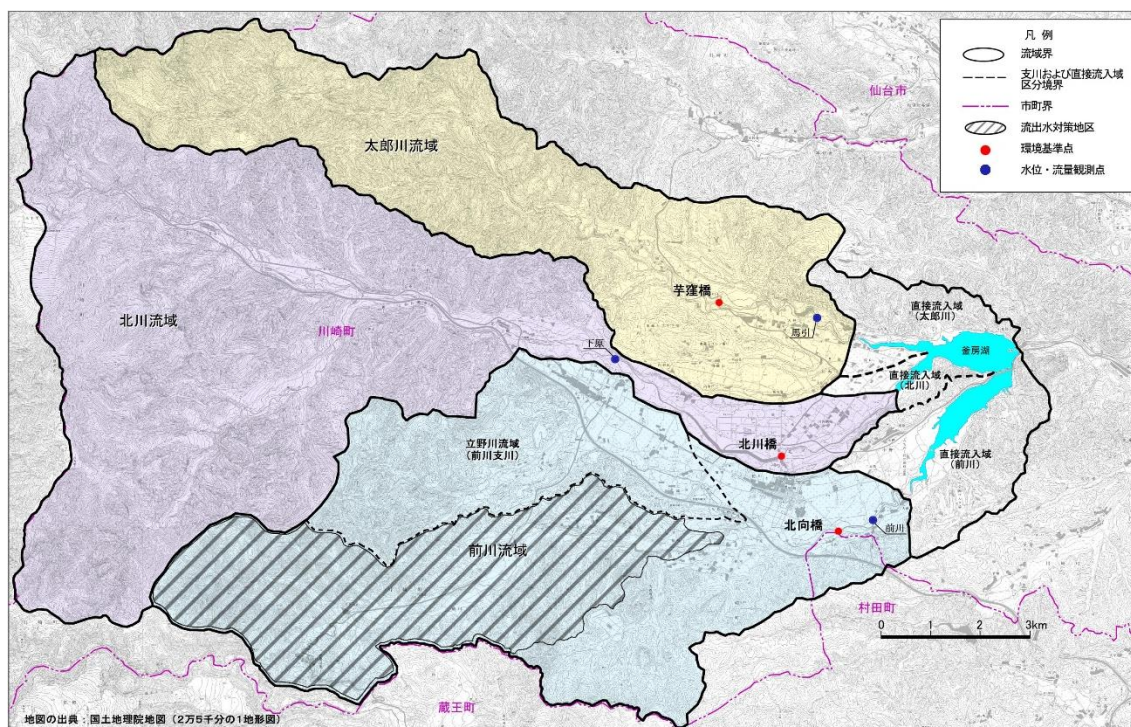 凡 例
流域界
支川および直接流入域
区分境界
市町界
流出水対策地区
環境基準点
水位・流量観測点
仙台市
太郎川流域
芋窪橋
馬引
直接流入域
(太郎川)
釜房湖
北川流域
川崎町
下原
直接流入域
(北川)
立野川流域
(前川支川)
北川橋
直接流入域
(前川)
前川流域
北向橋
前川
村田町
0 1 2 3km
蔵王町
地図の出典:国土地理院地図(2万5千分の1地形図)